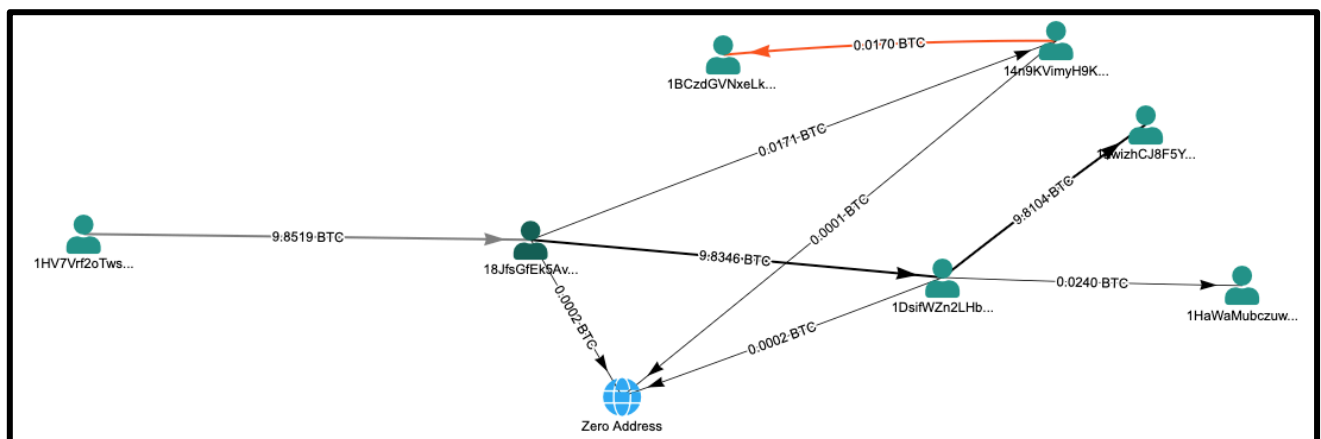 0.0170 BTC
1BCzdGVNxeLk...
14n9KVimyH9K...
0.0171 BTC
9.8104 BTC
0.0001 BTC
9.8519 BTC
1HV7Vrf2oTws...
18JfsGfEk5Av...
9.8346 BTC
0.0002 BTC
0.0240 BTC
1DsifWZn2LHb...
1HaWaMubczuw...
0.0002 BTC
Zero Address